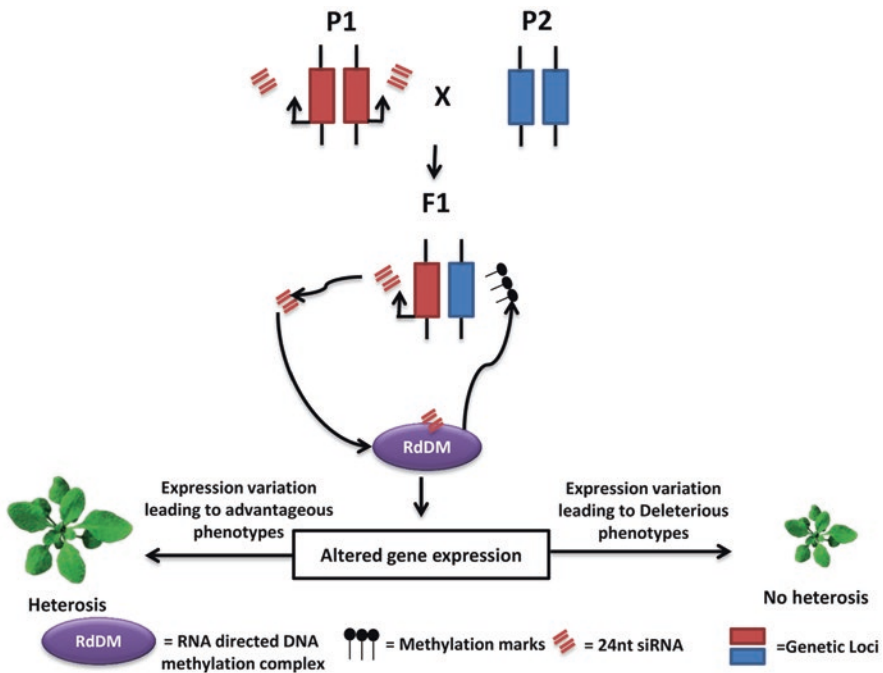 P1
P2
X
F1
RdDM
Expression variation
leading to advantageous
phenotypes
Expression variation
leading to Deleterious
phenotypes
Altered gene expression
Heterosis
No heterosis
RdDM
= RNA directed DNA
methylation complex
= Methylation marks
= 24nt siRNA
=Genetic Loci